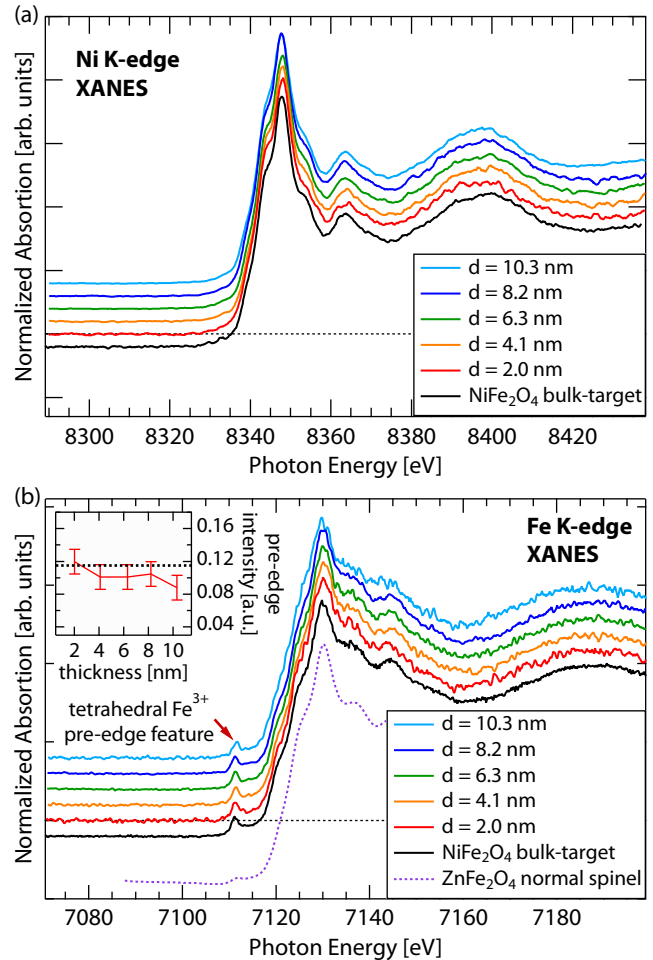 (a)
Ni K-edge
XANES
Normalized Absortion [arb. units]
d = 10.3 nm
d = 8.2 nm
d = 6.3 nm
d = 4.1 nm
d = 2.0 nm
NiFe₂O₄ bulk-target
8300 8320 8340 8360 8380 8400 8420
Photon Energy [eV]
(b)
Fe K-edge
XANES
Normalized Absortion [arb. units]
0.16
0.12
0.08
0.04
pre-edge
intensity [a.u.]
2 4 6 8 10
thickness [nm]
tetrahedral Fe³⁺
pre-edge feature
d = 10.3 nm
d = 8.2 nm
d = 6.3 nm
d = 4.1 nm
d = 2.0 nm
NiFe₂O₄ bulk-target
ZnFe₂O₄ normal spinel
7080 7100 7120 7140 7160 7180
Photon Energy [eV]